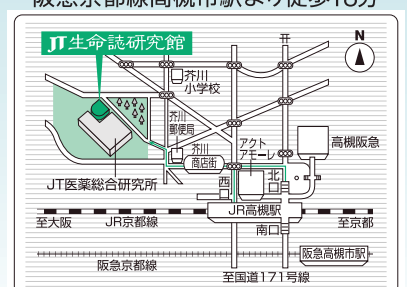 阪急京都線高槻市駅より徒歩18分
JT生命誌研究館
N
芥川
小学校
芥川
郵便局
芥川
商店街
アクト
アモーレ
高槻阪急
JT医薬総合研究所
西
北
JR高槻駅
至大阪
JR京都線
至京都
南口
阪急高槻市駅
阪急京都線
至国道171号線